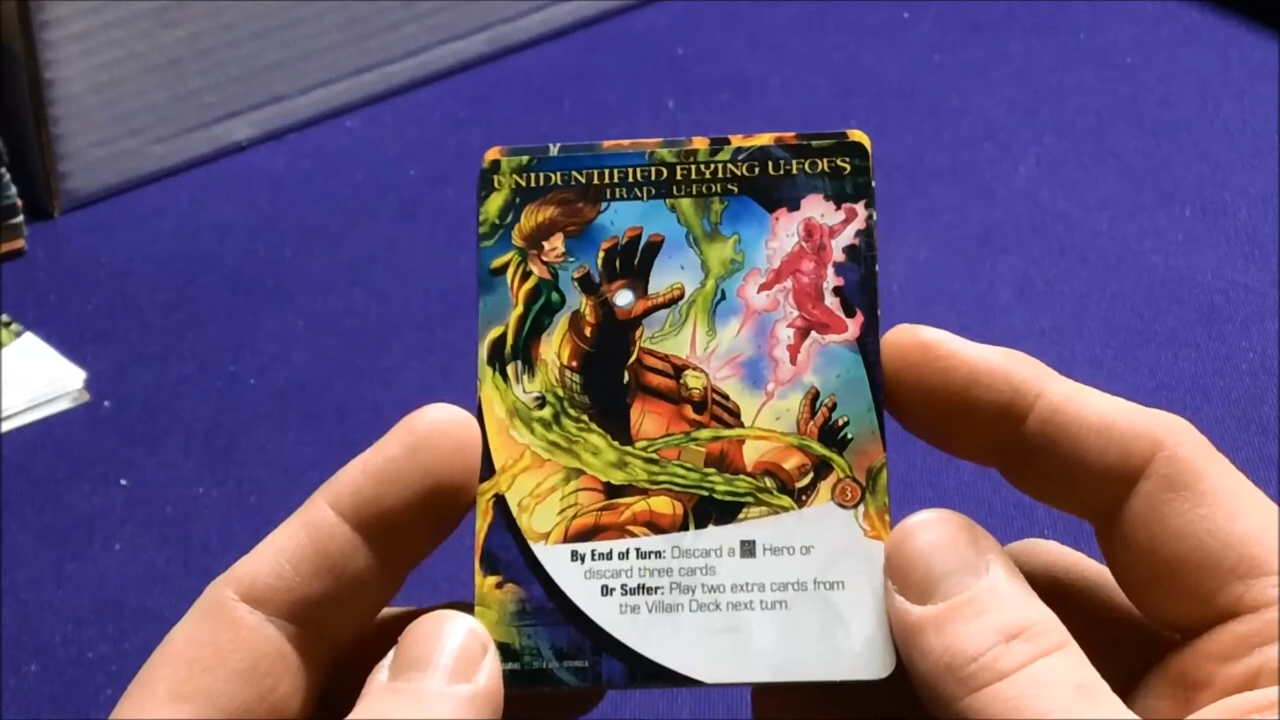 UNIDENTIFIED FLYING U-FOES
TRAP - U-FOES
3
By End of Turn: Discard a Hero or
discard three cards.
Or Suffer: Play two extra cards from
the Villain Deck next turn.